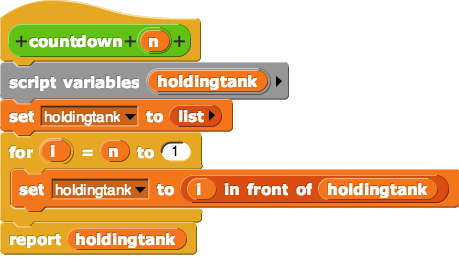 +countdown+ n +
script variables holdingtank
set holdingtank to list
for i = n to 1
set holdingtank to i in front of holdingtank
report holdingtank